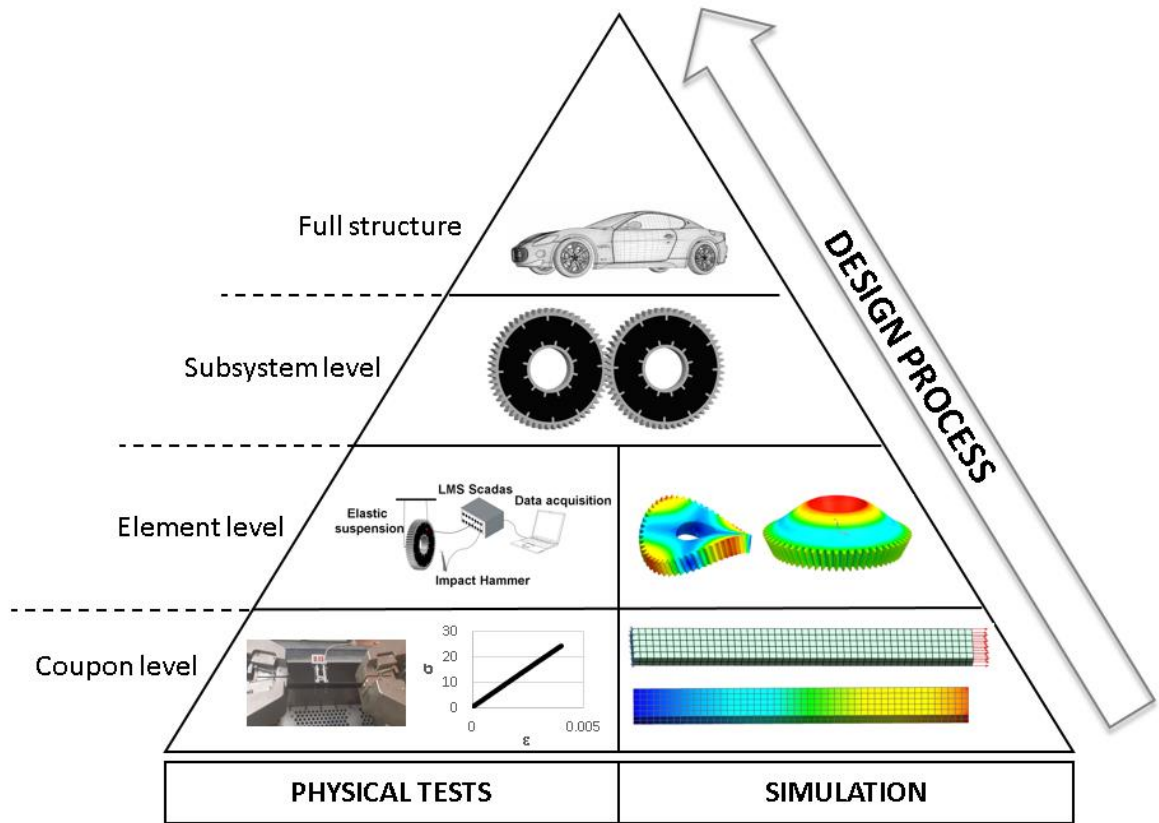 Full structure
Subsystem level
Element level
Coupon level
DESIGN PROCESS
LMS Scadas
Data acquisition
Elastic
suspension
Impact Hammer
30
20
10
0
σ
0
0.005
ε
PHYSICAL TESTS
SIMULATION